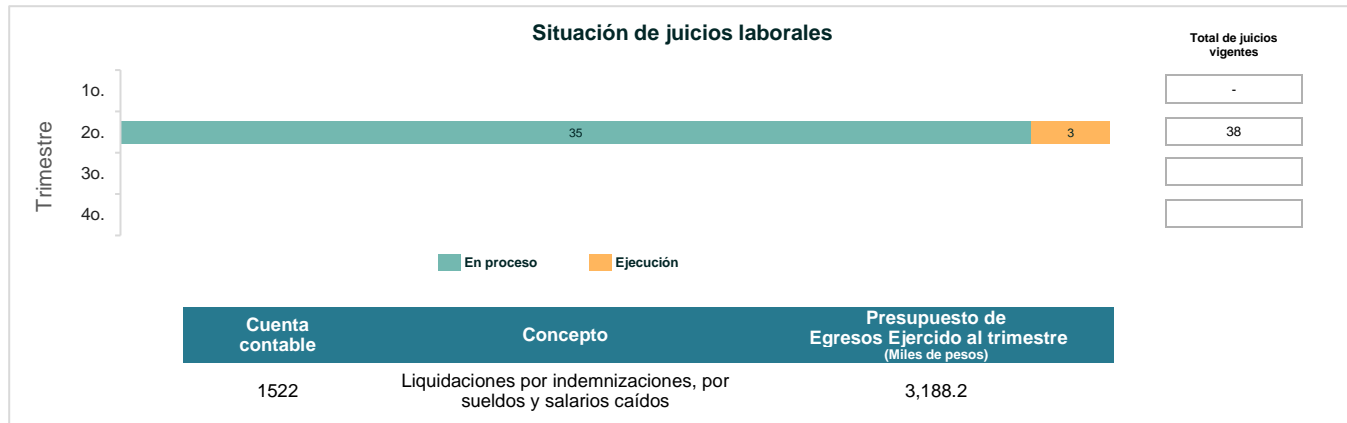 Situación de juicios laborales
Total de juicios
vigentes
Trimestre
1o.
-
2o.
35
3
38
3o.
4o.
En proceso
Ejecución
Cuenta
contable
Concepto
Presupuesto de
Egresos Ejercido al trimestre
(Miles de pesos)
1522
Liquidaciones por indemnizaciones, por
sueldos y salarios caídos
3,188.2